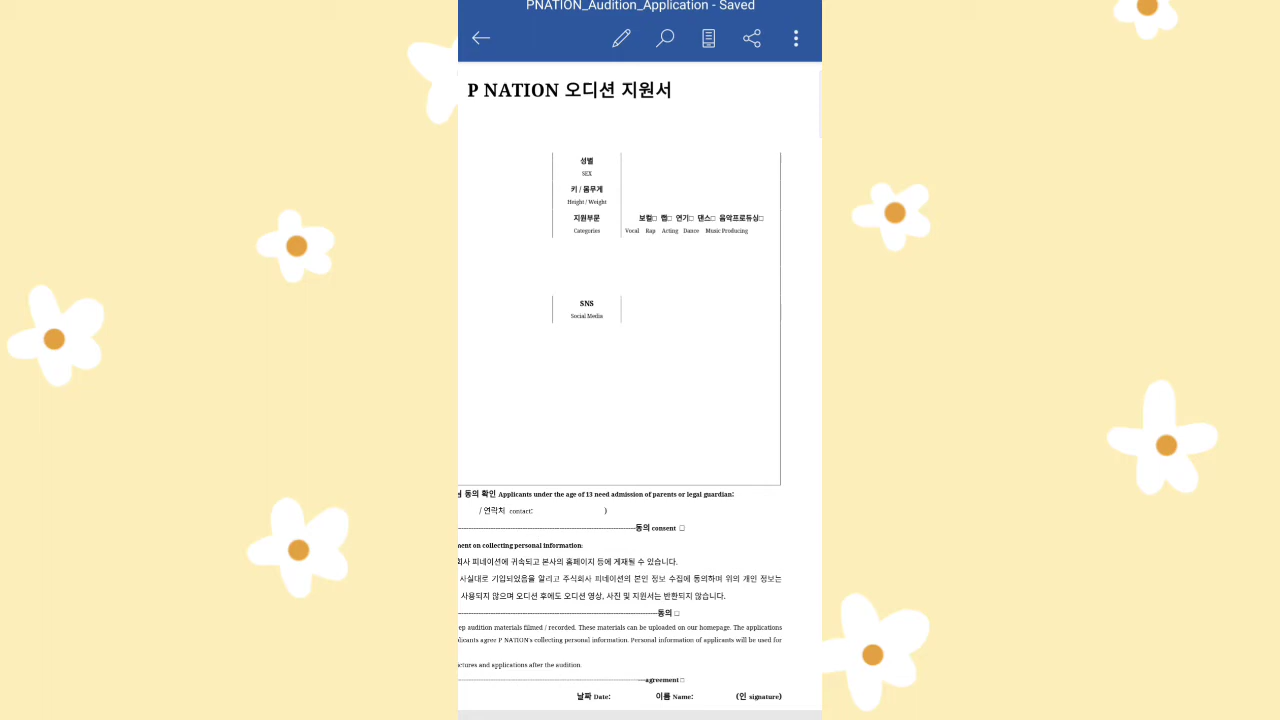 PNATION_Audition_Application - Saved
P NATION 오디션 지원서
성별
SEX
키 / 몸무게
Height / Weight
지원부문 보컬□ 랩□ 연기□ 댄스□ 음악프로듀싱□
Categories Vocal Rap Acting Dance Music Producing
SNS
Social Media
동의 확인 Applicants under the age of 13 need admission of parents or legal guardian:
/ 연락처 contact: )
동의 consent □
on collecting personal information:
피네이션에 귀속되고 본사의 홈페이지 등에 게재될 수 있습니다.
사실대로 기입되었음을 알리고 주식회사 피네이션의 본인 정보 수집에 동의하며 위의 개인 정보는
사용되지 않으며 오디션 후에도 오디션 영상, 사진 및 지원서는 반환되지 않습니다.
동의 □
audition materials filmed / recorded. These materials can be uploaded on our homepage. The applications
agree P NATION's collecting personal information. Personal information of applicants will be used for
and applications after the audition.
agreement □
날짜 Date: 이름 Name: (인 signature)